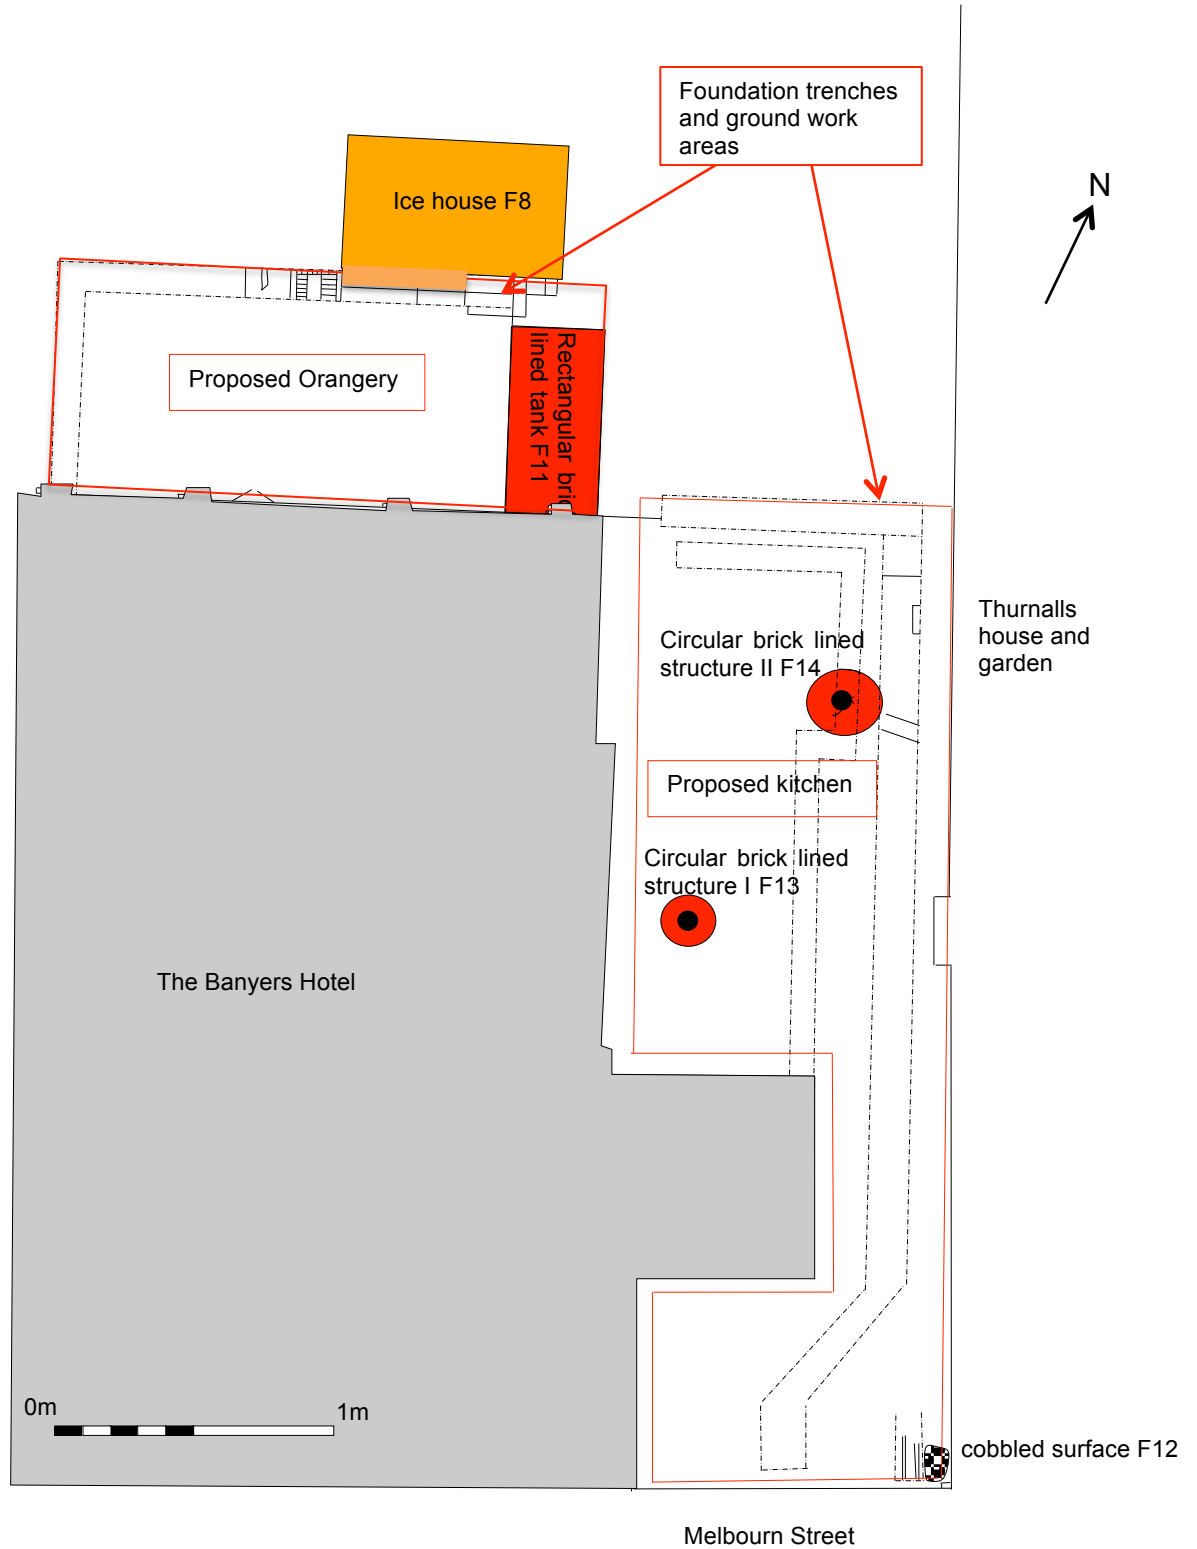 Foundation trenches
and ground work
areas
N
Ice house F8
Proposed Orangery
Rectangular bric
lined tank F11
Thurnalls
house and
garden
Circular brick lined
structure II F14
Proposed kitchen
Circular brick lined
structure I F13
The Banyers Hotel
0m
1m
cobbled surface F12
Melbourn Street